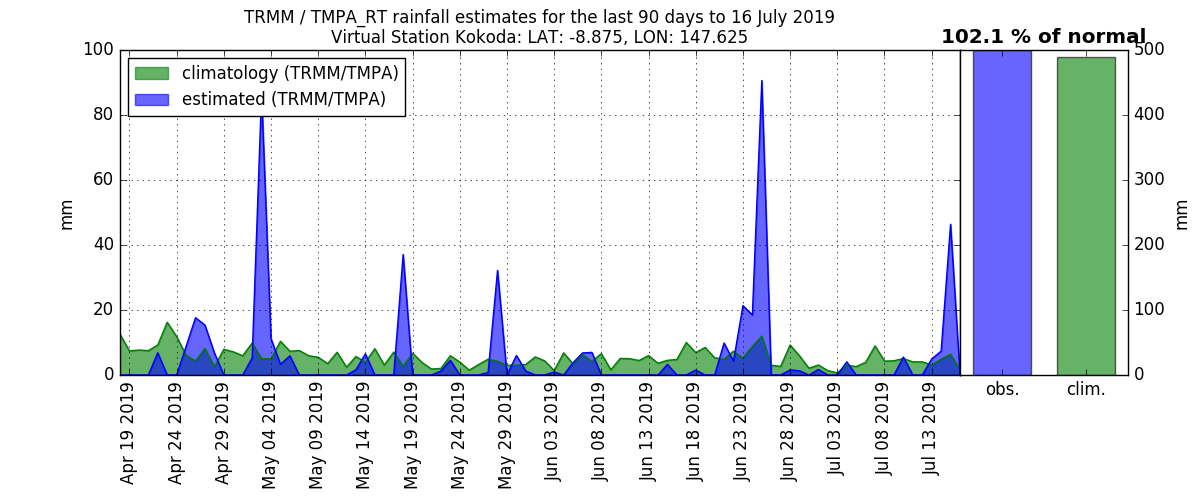 TRMM / TMPA_RT rainfall estimates for the last 90 days to 16 July 2019
Virtual Station Kokoda: LAT: -8.875, LON: 147.625
102.1 % of normal
climatology (TRMM/TMPA)
estimated (TRMM/TMPA)
100
80
60
40
20
0
mm
500
400
300
200
100
0
mm
Apr 19 2019
Apr 24 2019
Apr 29 2019
May 04 2019
May 09 2019
May 14 2019
May 19 2019
May 24 2019
May 29 2019
Jun 03 2019
Jun 08 2019
Jun 13 2019
Jun 18 2019
Jun 23 2019
Jun 28 2019
Jul 03 2019
Jul 08 2019
Jul 13 2019
obs.
clim.